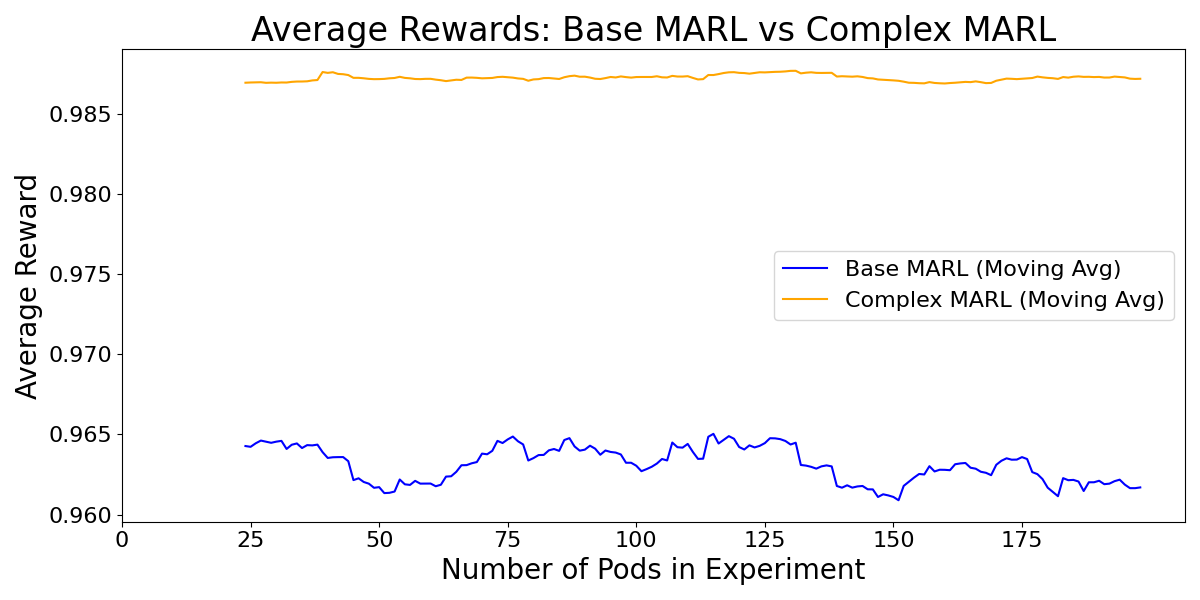 Average Rewards: Base MARL vs Complex MARL
Average Reward
0.985
0.980
0.975
0.970
0.965
0.960
Base MARL (Moving Avg)
Complex MARL (Moving Avg)
0 25 50 75 100 125 150 175
Number of Pods in Experiment